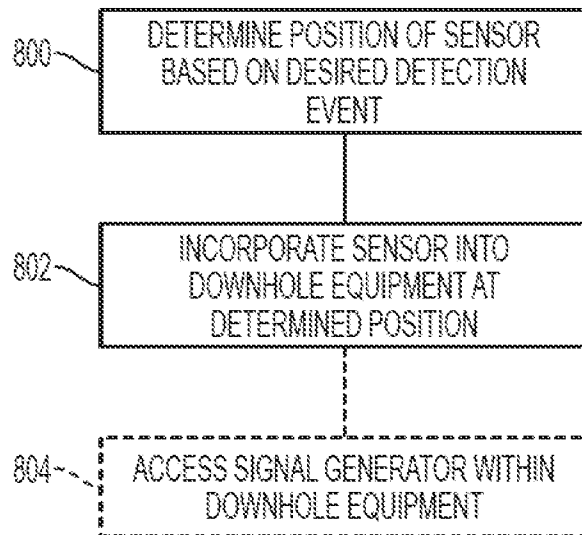 800
DETERMINE POSITION OF SENSOR
BASED ON DESIRED DETECTION
EVENT
802
INCORPORATE SENSOR INTO
DOWNHOLE EQUIPMENT AT
DETERMINED POSITION
804
ACCESS SIGNAL GENERATOR WITHIN
DOWNHOLE EQUIPMENT